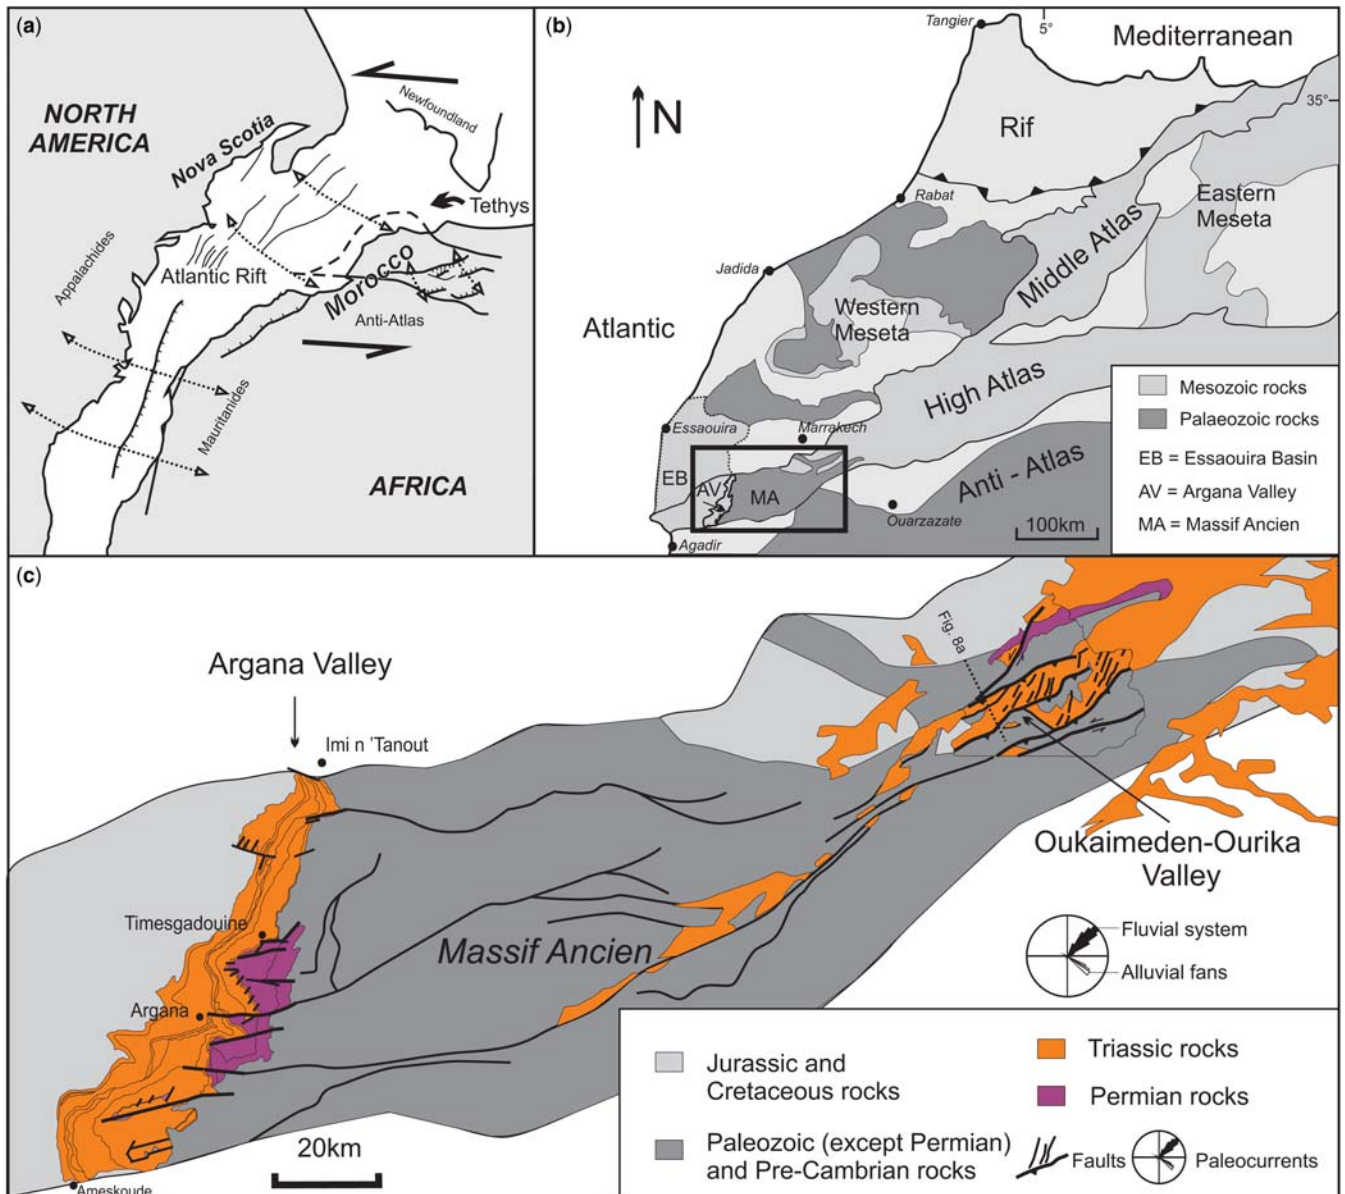 (a)
NORTH
AMERICA
Nova Scotia
Newfoundland
Tethys
Appalachides
Atlantic Rift
Morocco
Anti-Atlas
Mauritanides
AFRICA
(b)
Tangier
5°
Mediterranean
35°
N
Rif
Rabat
Eastern
Meseta
Middle Atlas
Jadida
Western
Meseta
Atlantic
High Atlas
Essaouira
Marrakech
EB
AV
MA
Anti - Atlas
Ouarzazate
Agadir
100km
Mesozoic rocks
Palaeozoic rocks
EB = Essaouira Basin
AV = Argana Valley
MA = Massif Ancien
(c)
Argana Valley
Imi n 'Tanout
Fig. 8a
Timesgadouine
Massif Ancien
Argana
Oukaimeden-Ourika
Valley
Fluvial system
Alluvial fans
20km
Ameskoude
Jurassic and
Cretaceous rocks
Paleozoic (except Permian)
and Pre-Cambrian rocks
Triassic rocks
Permian rocks
Faults
Paleocurrents